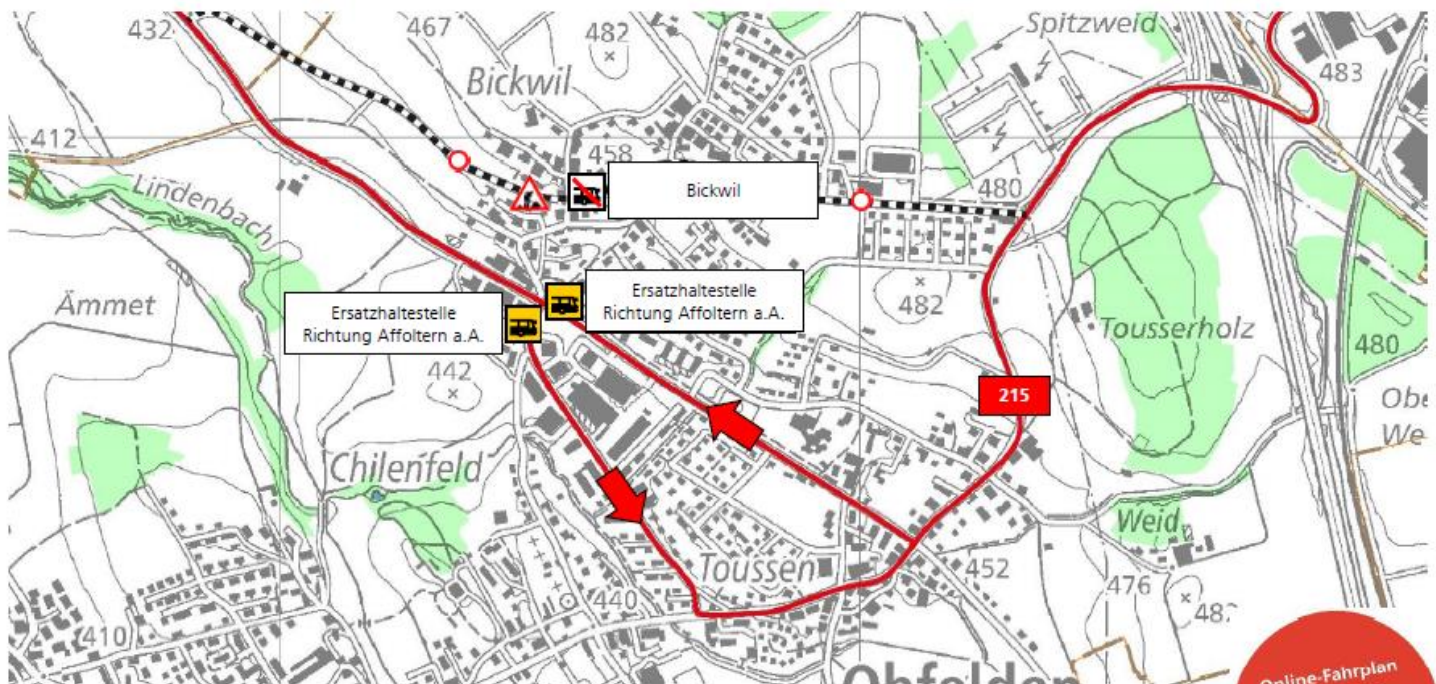 432
467
482
Spitzweid
483
Bickwil
412
458
Bickwil
480
Lindenbach
Ersatzhaltestelle
Richtung Affoltern a.A.
Ersatzhaltestelle
Richtung Affoltern a.A.
Ämmet
482
Tousserholz
480
442
215
Chilenfeld
Weid
Toussen
452
476
440
410
Online-Fahrplan